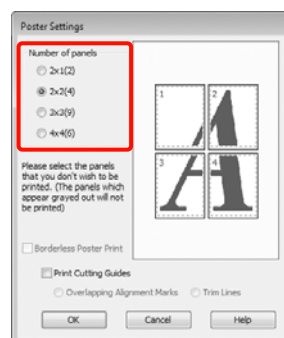 Poster Settings
Number of panels
2x1(2)
2x2(4)
3x3(9)
4x4(6)
1
2
3
4
Please select the panels
that you don't wish to be
printed. (The panels which
appear grayed out will not
be printed)
Borderless Poster Print
Print Cutting Guides
Overlapping Alignment Marks
Trim Lines
OK
Cancel
Help